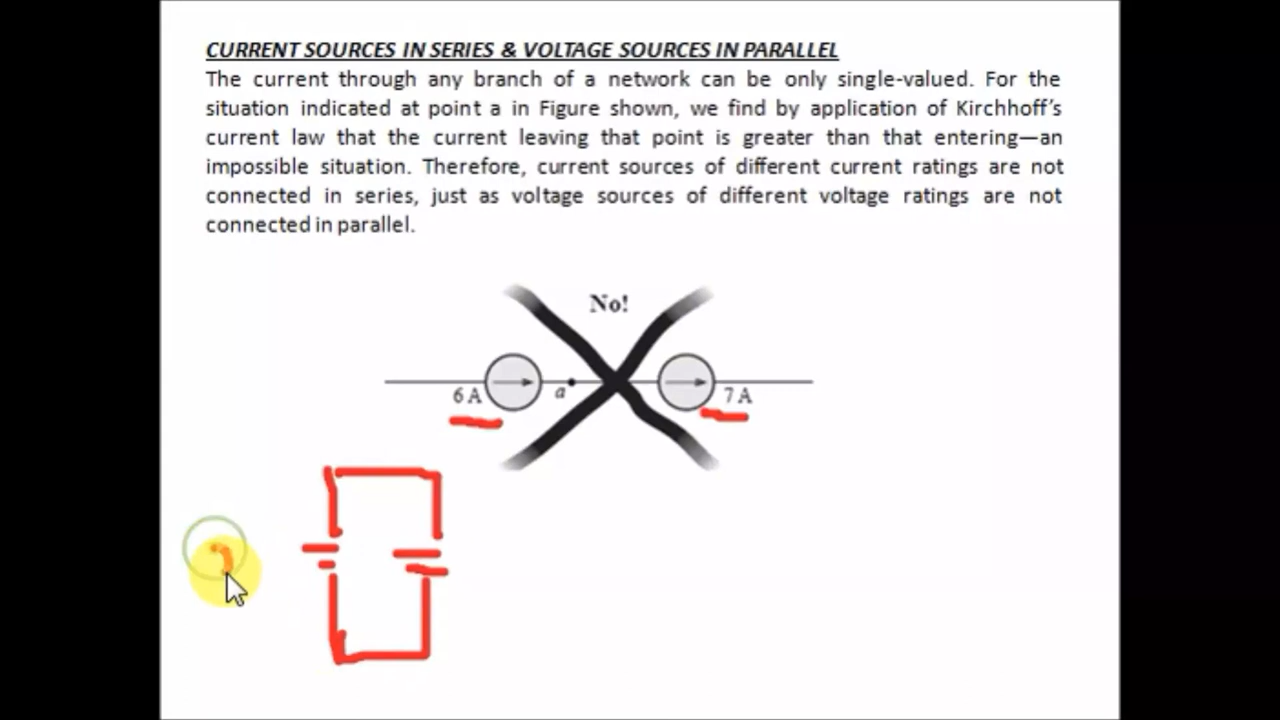 CURRENT SOURCES IN SERIES & VOLTAGE SOURCES IN PARALLEL
The current through any branch of a network can be only single-valued. For the
situation indicated at point a in Figure shown, we find by application of Kirchhoff's
current law that the current leaving that point is greater than that entering—an
impossible situation. Therefore, current sources of different current ratings are not
connected in series, just as voltage sources of different voltage ratings are not
connected in parallel.
No!
6 A a 7 A